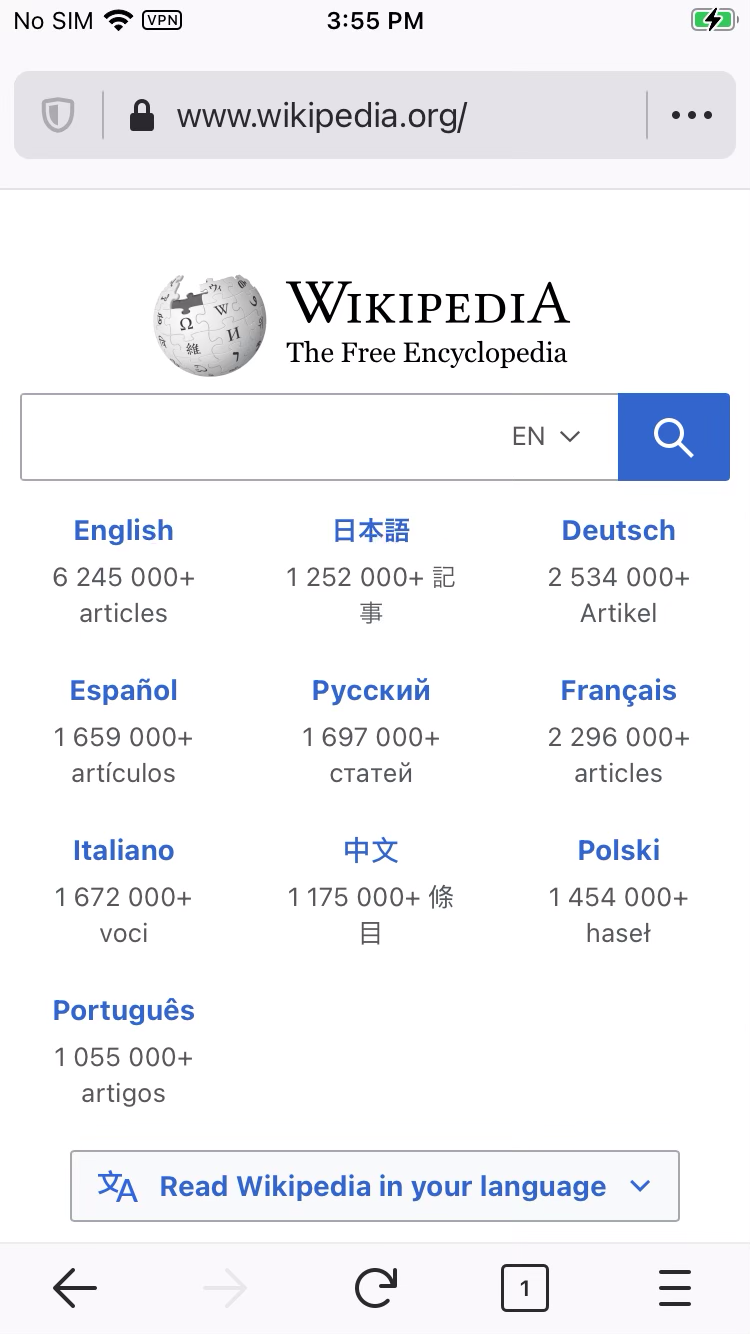 No SIM VPN 3:55 PM
www.wikipedia.org/
WIKIPEDIA
The Free Encyclopedia
EN
English
6 245 000+
articles
日本語
1 252 000+ 記
事
Deutsch
2 534 000+
Artikel
Español
1 659 000+
artículos
Русский
1 697 000+
статей
Français
2 296 000+
articles
Italiano
1 672 000+
voci
中文
1 175 000+ 條
目
Polski
1 454 000+
haseł
Português
1 055 000+
artigos
Read Wikipedia in your language
1